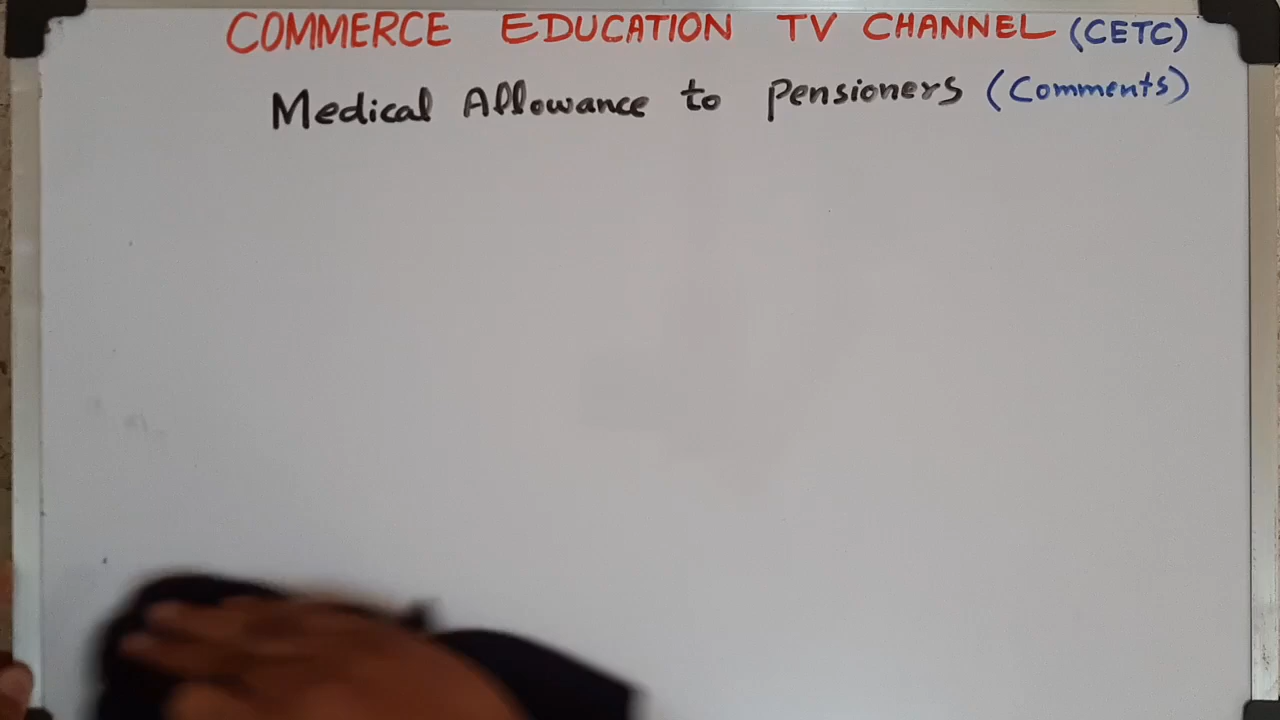 COMMERCE EDUCATION TV CHANNEL (CETC)
Medical Allowance to Pensioners (Comments)